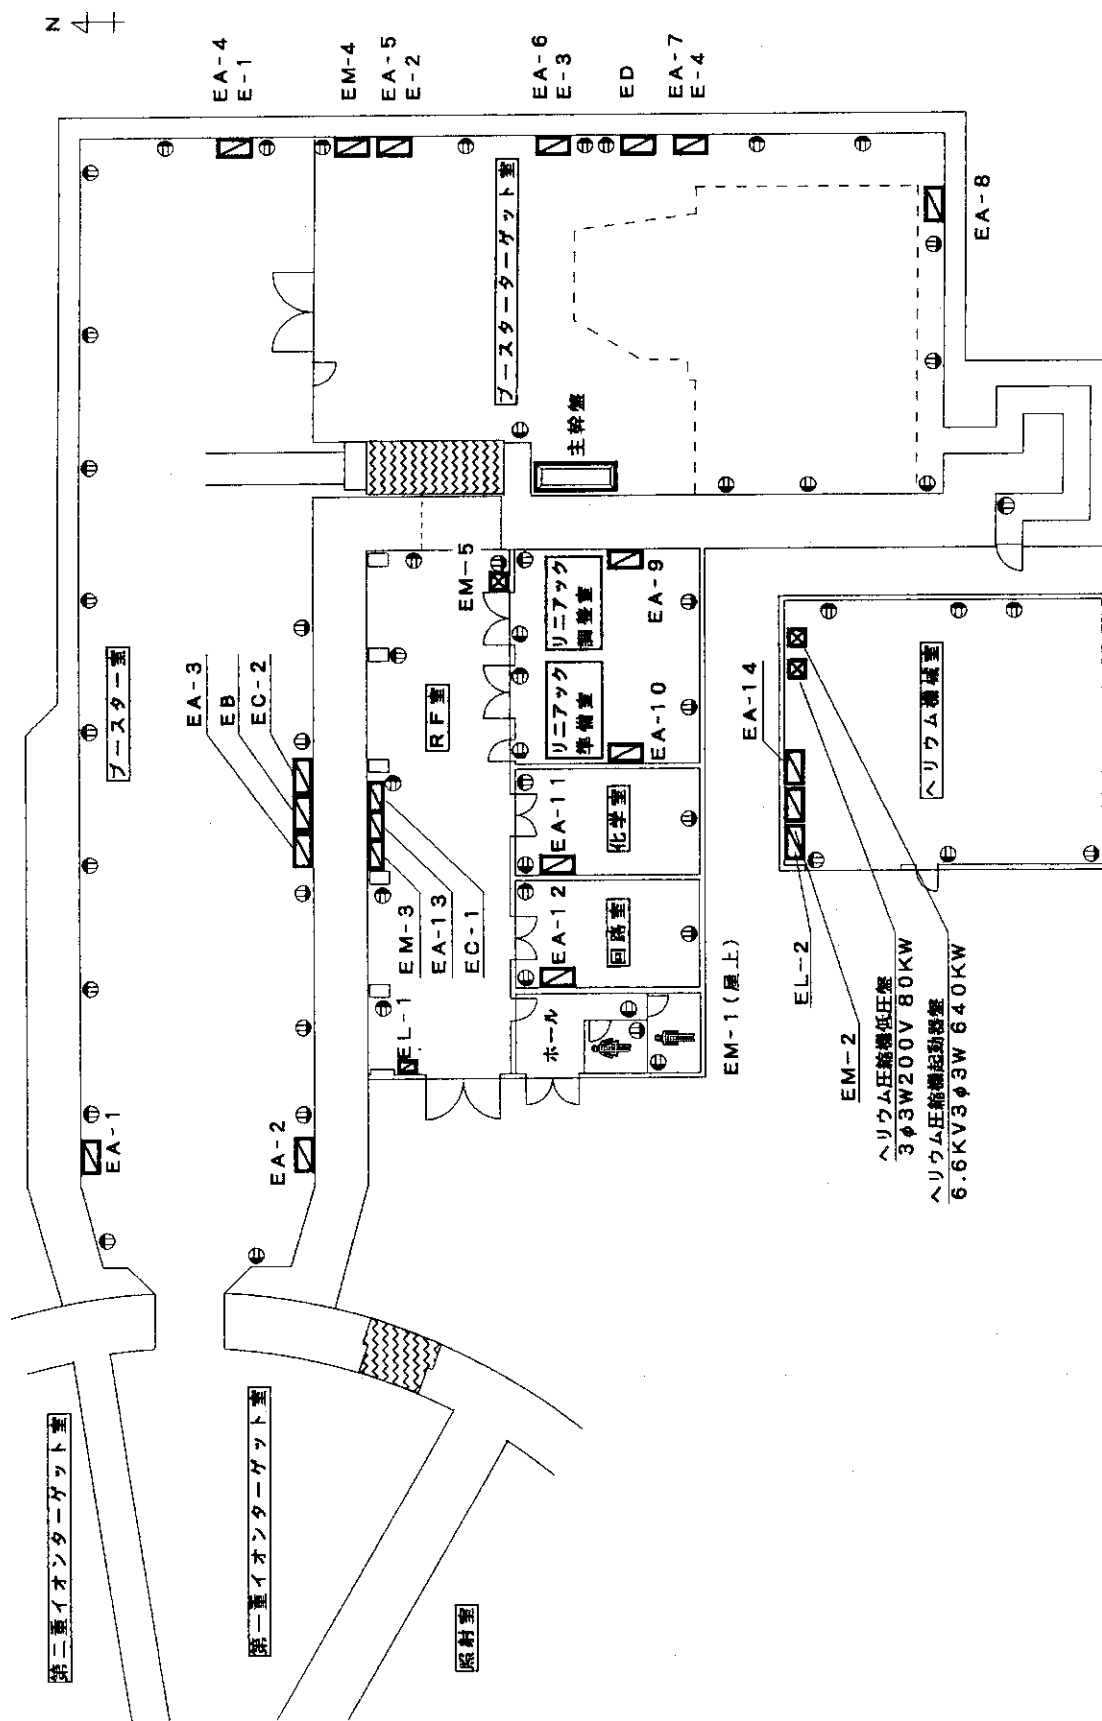 N
EA-4
E-1
EM-4
EA-5
E-2
EA-6
E-3
ED
EA-7
E-4
EA-8
ブースターターゲット室
主幹盤
ブースター室
EA-3
EB
EC-2
RF室
EM-5
リニアック
調整室
EA-9
リニアック
準備室
EA-10
EA-11
化学室
EA-12
回路室
EM-3
EA-13
EC-1
EL-1
ホール
EM-1(屋上)
EA-1
EA-2
EA-14
ヘリウム機械室
EL-2
EM-2
ヘリウム圧縮機低圧盤
3φ3W200V 80KW
ヘリウム圧縮機起動器盤
6.6KV3φ3W 640KW
第二重イオンターゲット室
第一重イオンターゲット室
照射室